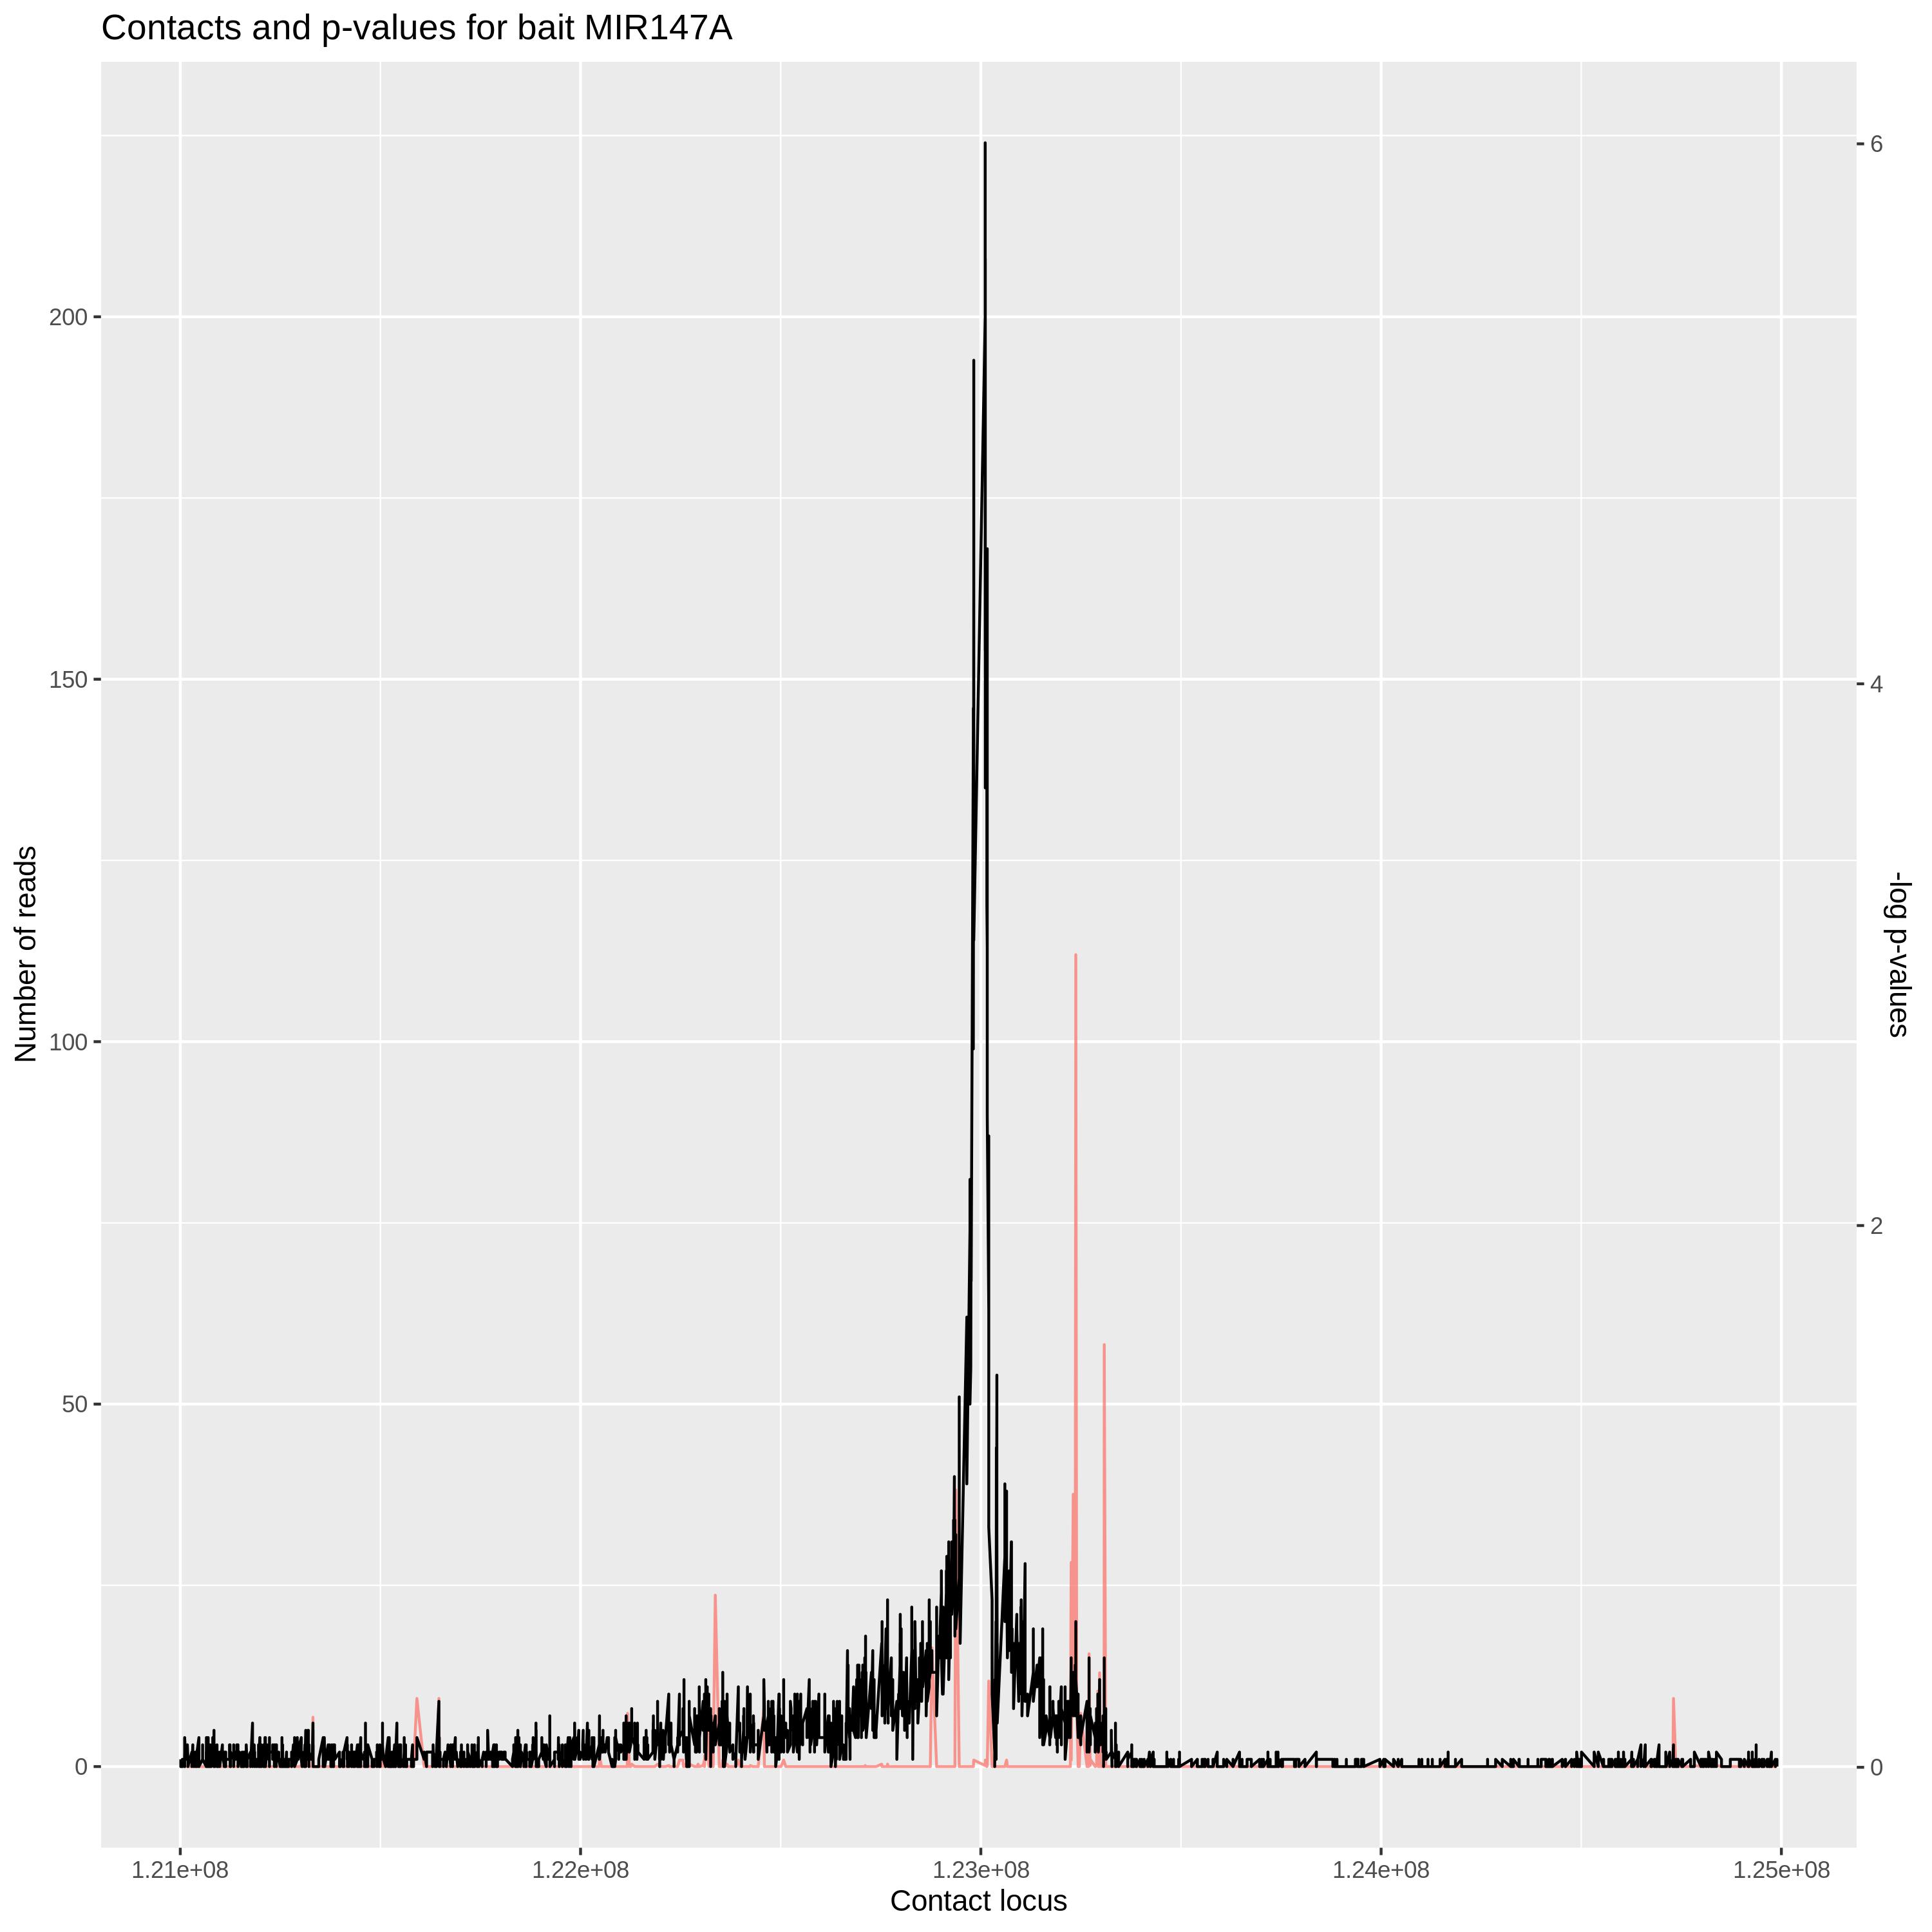 Contacts and p-values for bait MIR147A
Number of reads
200
150
100
50
0
6
4
2
0
-log p-values
1.21e+08
1.22e+08
1.23e+08
1.24e+08
1.25e+08
Contact locus